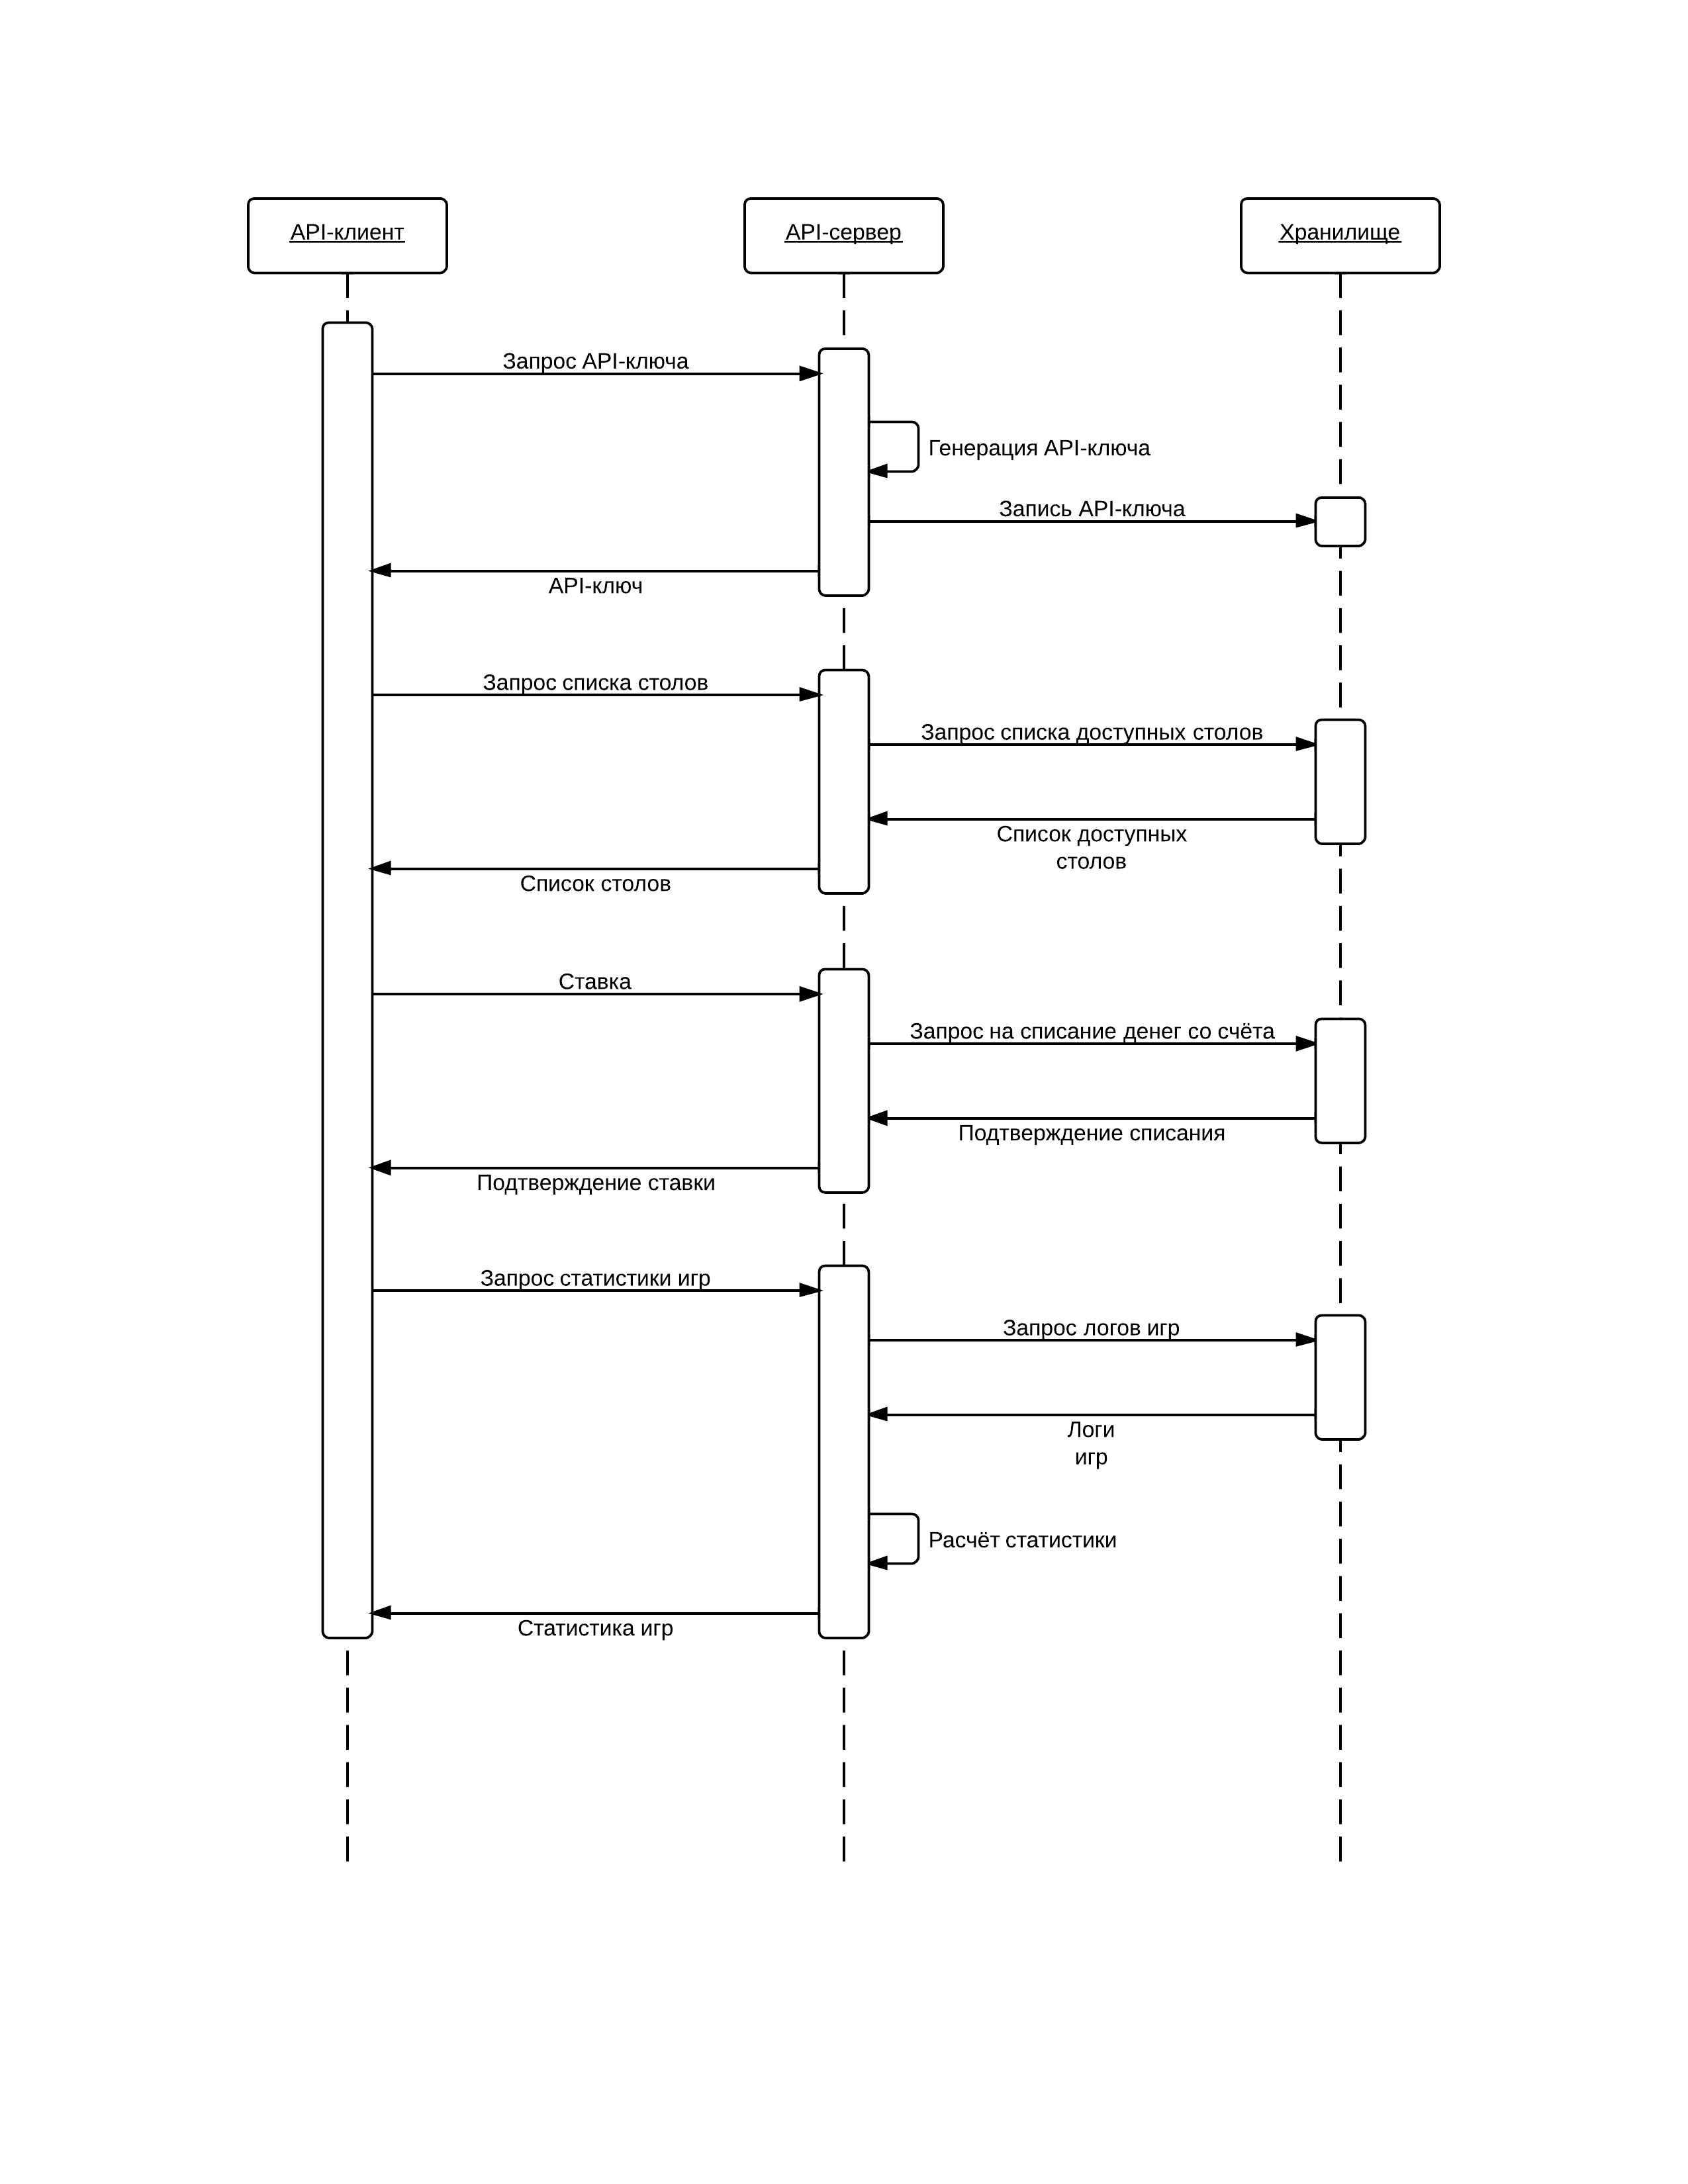 API-клиент
API-сервер
Хранилище
Запрос API-ключа
Генерация API-ключа
Запись API-ключа
API-ключ
Запрос списка столов
Запрос списка доступных столов
Список доступных
столов
Список столов
Ставка
Запрос на списание денег со счёта
Подтверждение списания
Подтверждение ставки
Запрос статистики игр
Запрос логов игр
Логи
игр
Расчёт статистики
Статистика игр